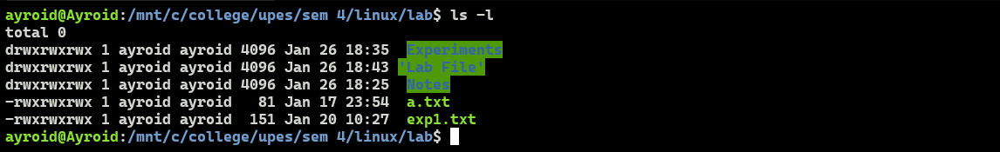 ayroid@Ayroid:/mnt/c/college/upes/sem 4/linux/lab$ ls -l
total 0
drwxrwxrwx 1 ayroid ayroid 4096 Jan 26 18:35  Experiments
drwxrwxrwx 1 ayroid ayroid 4096 Jan 26 18:43 'Lab File'
drwxrwxrwx 1 ayroid ayroid 4096 Jan 26 18:25  Notes
-rwxrwxrwx 1 ayroid ayroid   81 Jan 17 23:54  a.txt
-rwxrwxrwx 1 ayroid ayroid  151 Jan 20 10:27  exp1.txt
ayroid@Ayroid:/mnt/c/college/upes/sem 4/linux/lab$